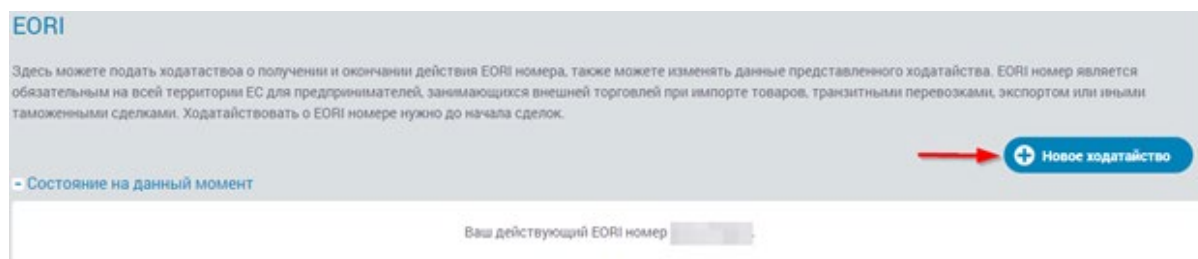 EORI
Здесь можете подать ходатаствоа о получении и окончании действия EORI номера, также можете изменять данные представленного ходатайства. EORI номер является
обязательным на всей территории ЕС для предпринимателей, занимающихся внешней торговлей при импорте товаров, транзитными перевозками, экспортом или иными
таможенными сделками. Ходатайствовать о EORI номере нужно до начала сделок.
Новое ходатайство
Состояние на данный момент
Ваш действующий EORI номер .